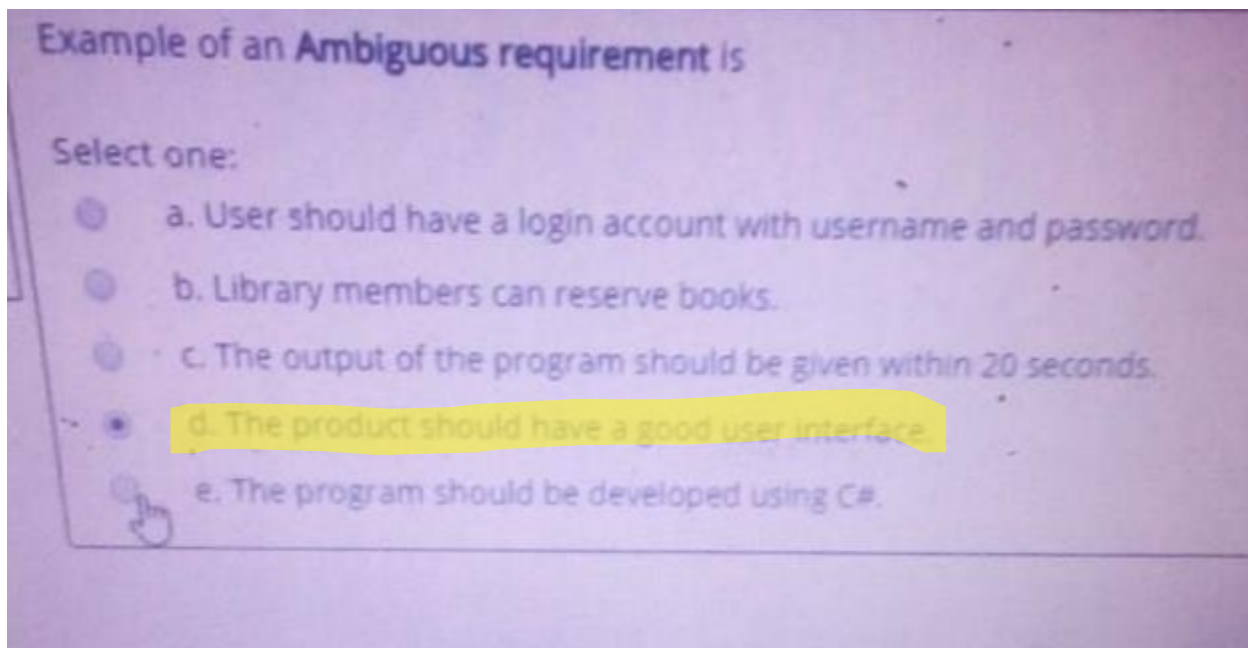 Example of an Ambiguous requirement is
Select one:
a. User should have a login account with username and password.
b. Library members can reserve books.
c. The output of the program should be given within 20 seconds.
d. The product should have a good user interface.
e. The program should be developed using C#.